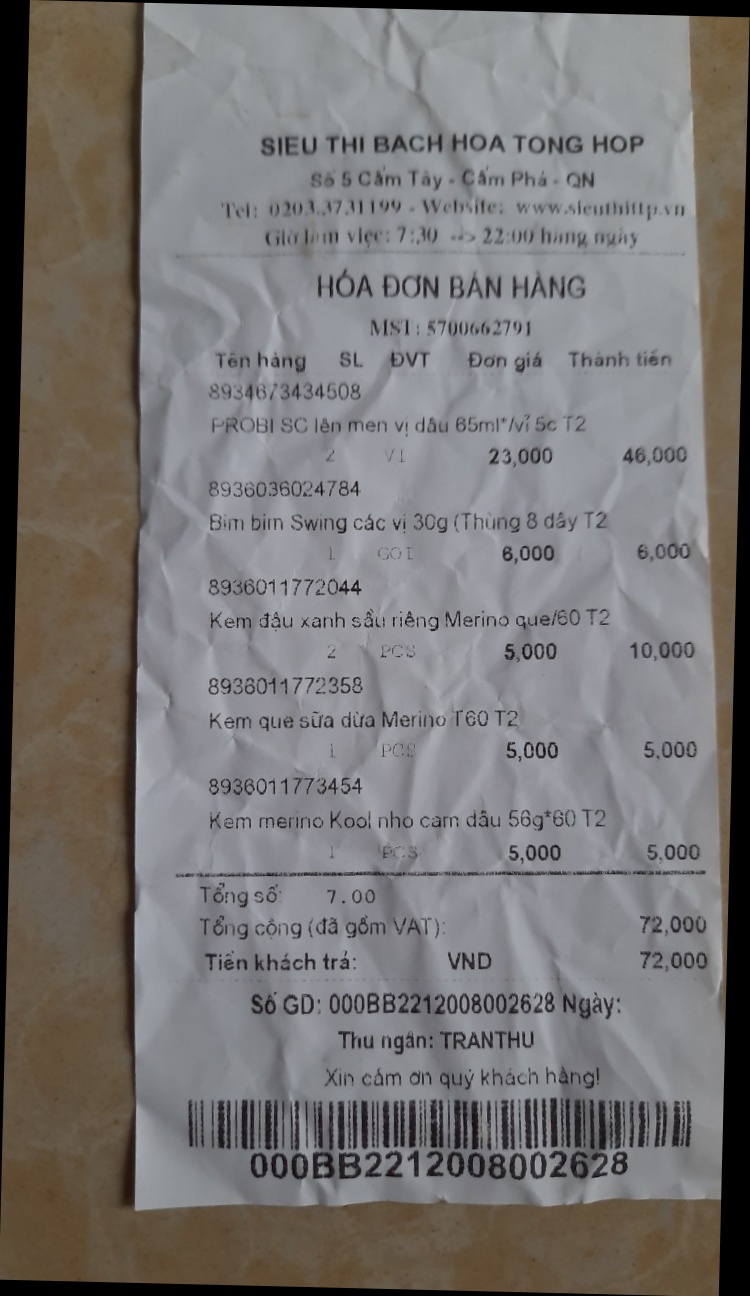 SIEU THI BACH HOA TONG HOP
Số 5 Cẩm Tây - Cẩm Phả - QN
Tel: 0203.3731199 - Website: www.sieuthittp.vn
Giờ làm việc: 7:30 --> 22:00 hàng ngày
HÓA ĐƠN BÁN HÀNG
MST: 5700662791
Tên hàng SL ĐVT Đơn giá Thành tiền
8934673434508
PROBI SC lên men vị dâu 65ml*/vỉ 5c T2
2 VI 23,000 46,000
8936036024784
Bim bim Swing các vị 30g (Thùng 8 dây T2
1 GOI 6,000 6,000
8936011772044
Kem đậu xanh sầu riêng Merino que/60 T2
2 PCS 5,000 10,000
8936011772358
Kem que sữa dừa Merino T60 T2
1 PCS 5,000 5,000
8936011773454
Kem merino Kool nho cam dâu 56g*60 T2
1 PCS 5,000 5,000
Tổng số: 7.00
Tổng cộng (đã gồm VAT): 72,000
Tiền khách trả: VND 72,000
Số GD: 000BB2212008002628 Ngày:
Thu ngân: TRANTHU
Xin cám ơn quý khách hàng!
000BB2212008002628